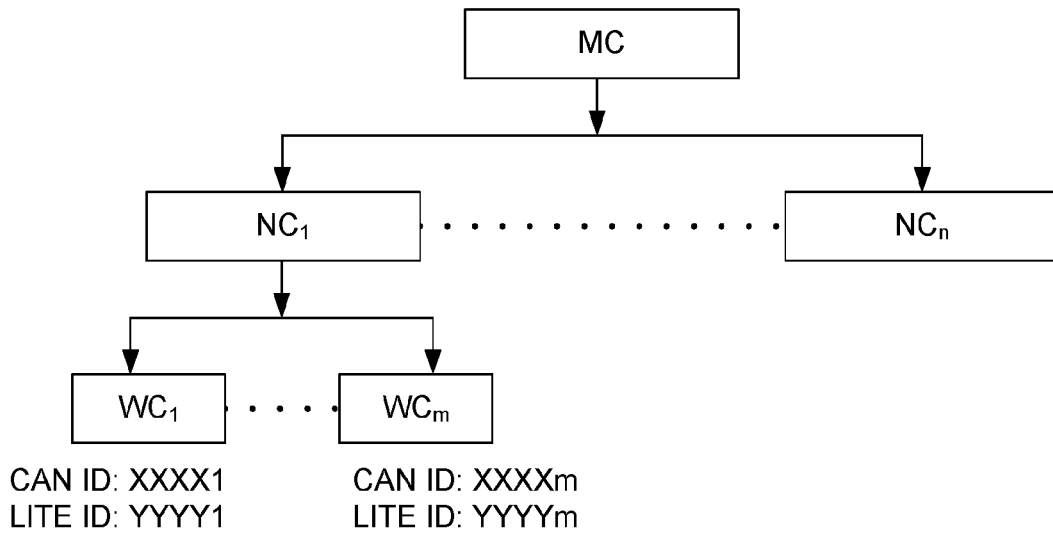 MC
NC₁
NCₙ
WC₁
WCₘ
CAN ID: XXXX1
LITE ID: YYYY1
CAN ID: XXXXm
LITE ID: YYYYm